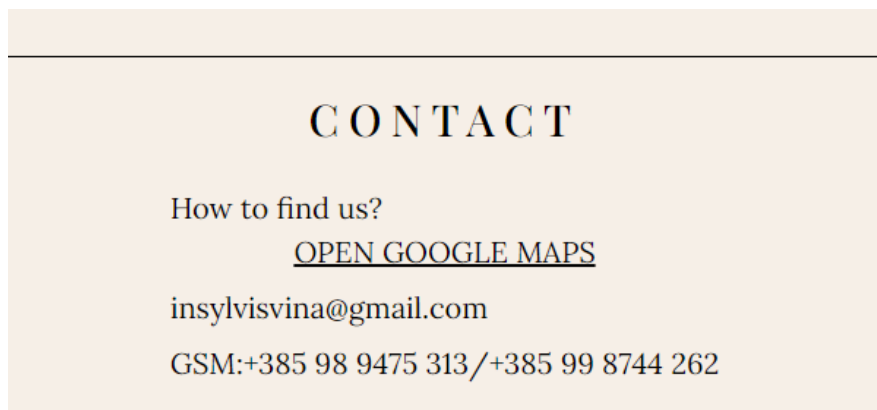 CONTACT
How to find us?
OPEN GOOGLE MAPS
insylvisvina@gmail.com
GSM:+385 98 9475 313/+385 99 8744 262